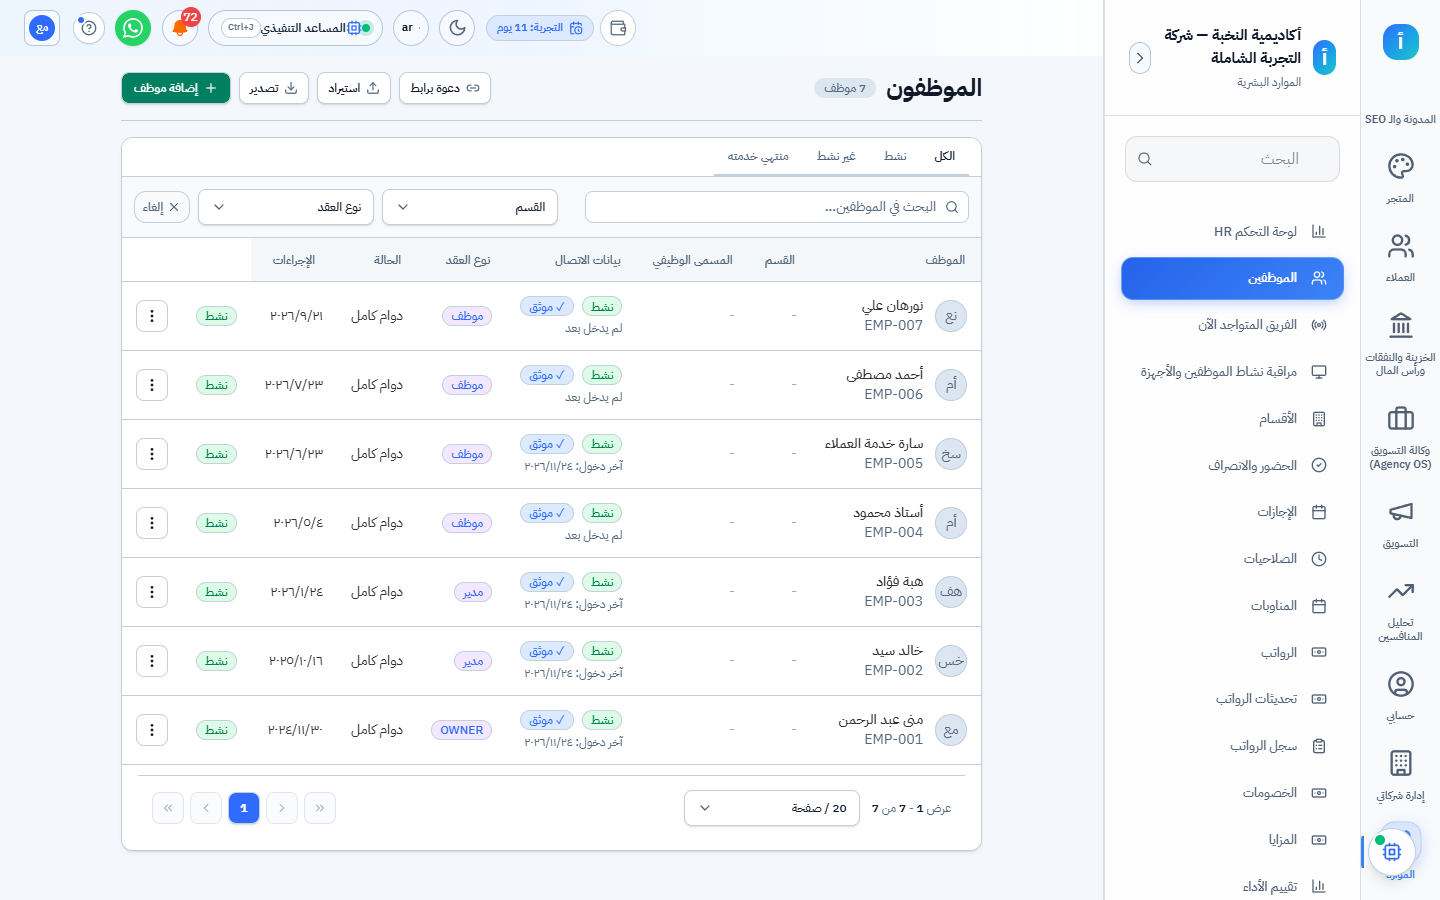 أ
المدونة والـ SEO
المتجر
العملاء
الخزينة والنفقات
ورأس المال
وكالة التسويق
(Agency OS)
التسويق
تحليل
المنافسين
حسابي
إدارة شركاتي
الموارد
أ
أكاديمية النخبة — شركة
التجربة الشاملة
الموارد البشرية
البحث
لوحة التحكم HR
الموظفين
الفريق المتواجد الآن
مراقبة نشاط الموظفين والأجهزة
الأقسام
الحضور والانصراف
الإجازات
الصلاحيات
المناوبات
الرواتب
تحديثات الرواتب
سجل الرواتب
الخصومات
المزايا
تقييم الأداء
التجربة: 11 يوم
ar
المساعد التنفيذي
Ctrl+J
72
مع
الموظفون
7 موظف
دعوة برابط
استيراد
تصدير
إضافة موظف
الكل
نشط
غير نشط
منتهي خدمته
البحث في الموظفين...
القسم
نوع العقد
إلغاء
الموظف
القسم
المسمى الوظيفي
بيانات الاتصال
نوع العقد
الحالة
الإجراءات
نع
نورهان علي
EMP-007
-
-
نشط
✓ موثق
لم يدخل بعد
موظف
دوام كامل
٢٠٢٦/٩/٢١
نشط
أم
أحمد مصطفى
EMP-006
-
-
نشط
✓ موثق
لم يدخل بعد
موظف
دوام كامل
٢٠٢٦/٧/٢٣
نشط
سخ
سارة خدمة العملاء
EMP-005
-
-
نشط
✓ موثق
آخر دخول: ٢٠٢٦/١١/٢٤
موظف
دوام كامل
٢٠٢٦/٦/٢٣
نشط
أم
أستاذ محمود
EMP-004
-
-
نشط
✓ موثق
لم يدخل بعد
موظف
دوام كامل
٢٠٢٦/٥/٤
نشط
هف
هبة فؤاد
EMP-003
-
-
نشط
✓ موثق
آخر دخول: ٢٠٢٦/١١/٢٤
مدير
دوام كامل
٢٠٢٦/١/٢٤
نشط
خس
خالد سيد
EMP-002
-
-
نشط
✓ موثق
آخر دخول: ٢٠٢٦/١١/٢٤
مدير
دوام كامل
٢٠٢٥/١٠/١٦
نشط
مع
منى عبد الرحمن
EMP-001
-
-
نشط
✓ موثق
آخر دخول: ٢٠٢٦/١١/٢٤
OWNER
دوام كامل
٢٠٢٤/١١/٣٠
نشط
عرض 1 - 7 من 7
20 / صفحة
1